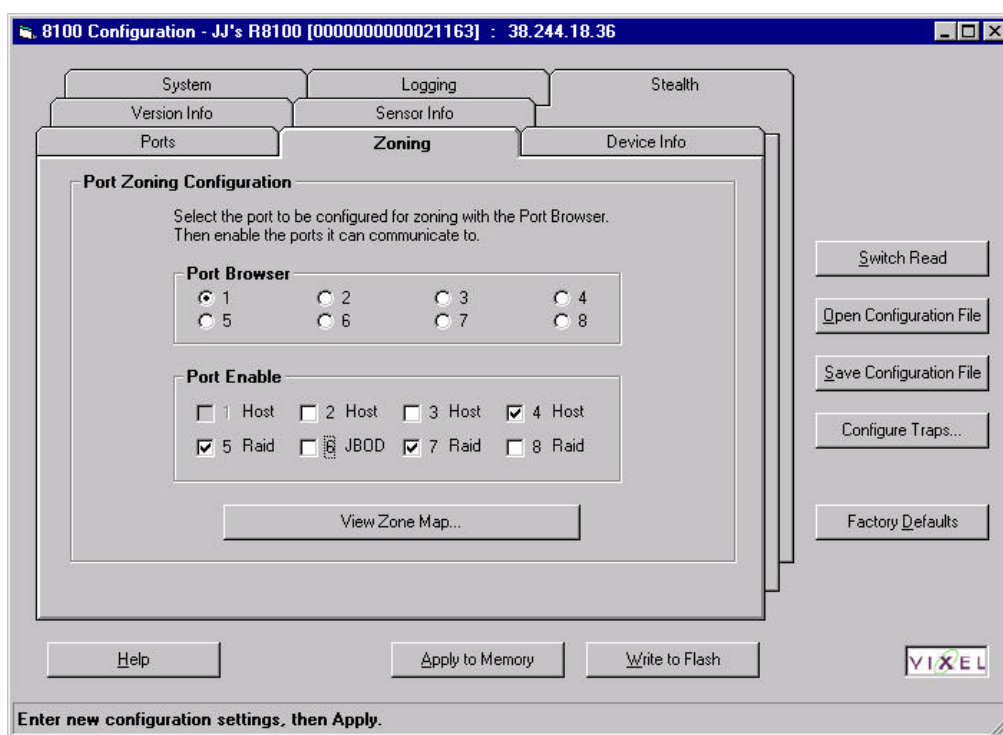 8100 Configuration - JJ's R8100 [0000000000021163] : 38.244.18.36
System Logging Stealth
Version Info Sensor Info
Ports Zoning Device Info
Port Zoning Configuration
Select the port to be configured for zoning with the Port Browser.
Then enable the ports it can communicate to.
Port Browser
1 2 3 4
5 6 7 8
Port Enable
1 Host 2 Host 3 Host 4 Host
5 Raid 6 JBOD 7 Raid 8 Raid
View Zone Map...
Switch Read
Open Configuration File
Save Configuration File
Configure Traps...
Factory Defaults
Help Apply to Memory Write to Flash
VIXEL
Enter new configuration settings, then Apply.